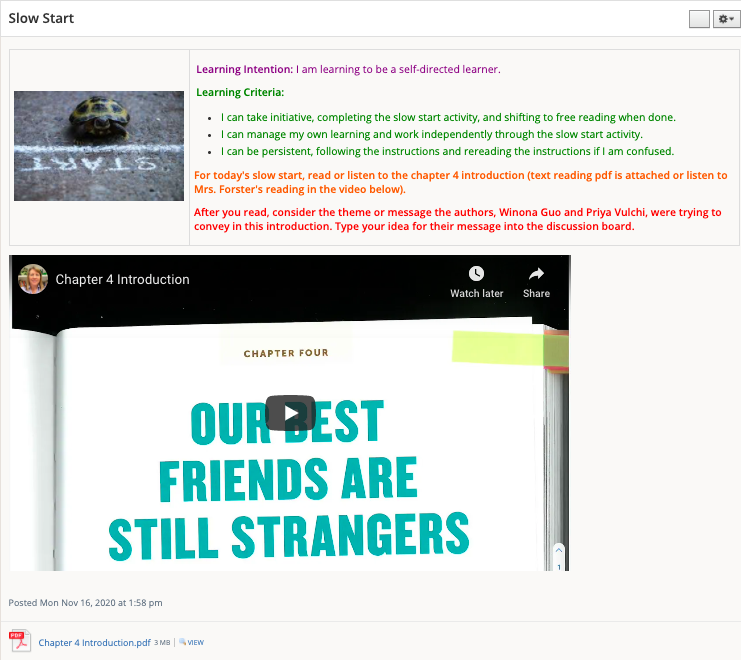 Slow Start
Learning Intention: I am learning to be a self-directed learner.
Learning Criteria:
I can take initiative, completing the slow start activity, and shifting to free reading when done.
I can manage my own learning and work independently through the slow start activity.
I can be persistent, following the instructions and rereading the instructions if I am confused.
START
For today's slow start, read or listen to the chapter 4 introduction (text reading pdf is attached or listen to
Mrs. Forster's reading in the video below).
After you read, consider the theme or message the authors, Winona Guo and Priya Vulchi, were trying to
convey in this introduction. Type your idea for their message into the discussion board.
Chapter 4 Introduction
Watch later
Share
CHAPTER FOUR
OUR BEST
FRIENDS ARE
STILL STRANGERS
1
Posted Mon Nov 16, 2020 at 1:58 pm
PDF
Chapter 4 Introduction.pdf 3 MB | VIEW